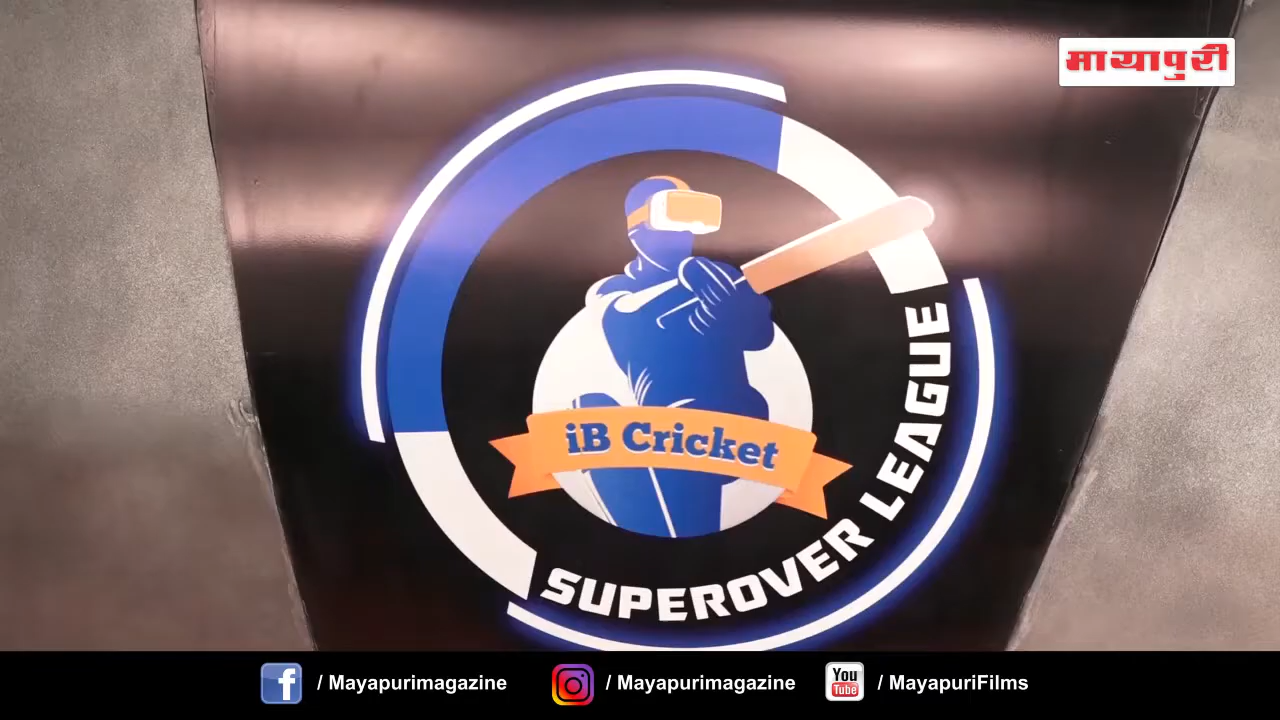 मायापुरी
iB Cricket
SUPEROVER LEAGUE
f / Mayapurimagazine
/ Mayapurimagazine
You Tube / MayapuriFilms